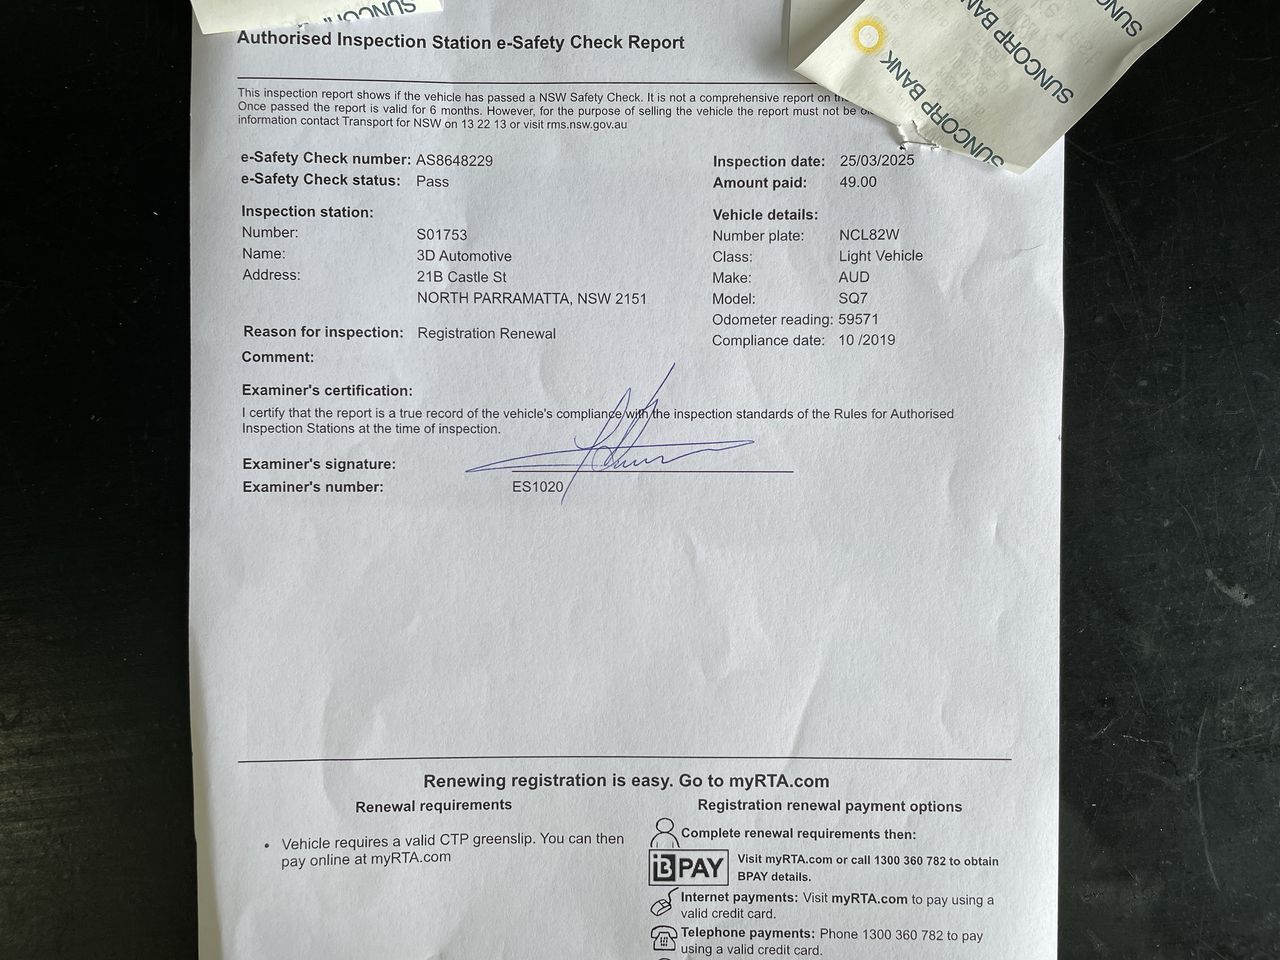 SUNCORP
SUNCORP
SUNCORP BANK
SUNCORP BANK
Authorised Inspection Station e-Safety Check Report
This inspection report shows if the vehicle has passed a NSW Safety Check. It is not a comprehensive report on
Once passed the report is valid for 6 months. However, for the purpose of selling the vehicle the report must not be
information contact Transport for NSW on 13 22 13 or visit rms.nsw.gov.au
e-Safety Check number: AS8648229
Inspection date: 25/03/2025
e-Safety Check status: Pass
Amount paid: 49.00
Inspection station:
Vehicle details:
Number: S01753
Number plate: NCL82W
Name: 3D Automotive
Class: Light Vehicle
Address: 21B Castle St
Make: AUD
NORTH PARRAMATTA, NSW 2151
Model: SQ7
Odometer reading: 59571
Reason for inspection: Registration Renewal
Compliance date: 10 /2019
Comment:
Examiner's certification:
I certify that the report is a true record of the vehicle's compliance with the inspection standards of the Rules for Authorised
Inspection Stations at the time of inspection.
Examiner's signature:
Examiner's number: ES1020
Renewing registration is easy. Go to myRTA.com
Renewal requirements
Registration renewal payment options
• Vehicle requires a valid CTP greenslip. You can then
pay online at myRTA.com
Complete renewal requirements then:
B PAY
Visit myRTA.com or call 1300 360 782 to obtain
BPAY details.
Internet payments: Visit myRTA.com to pay using a
valid credit card.
Telephone payments: Phone 1300 360 782 to pay
using a valid credit card.